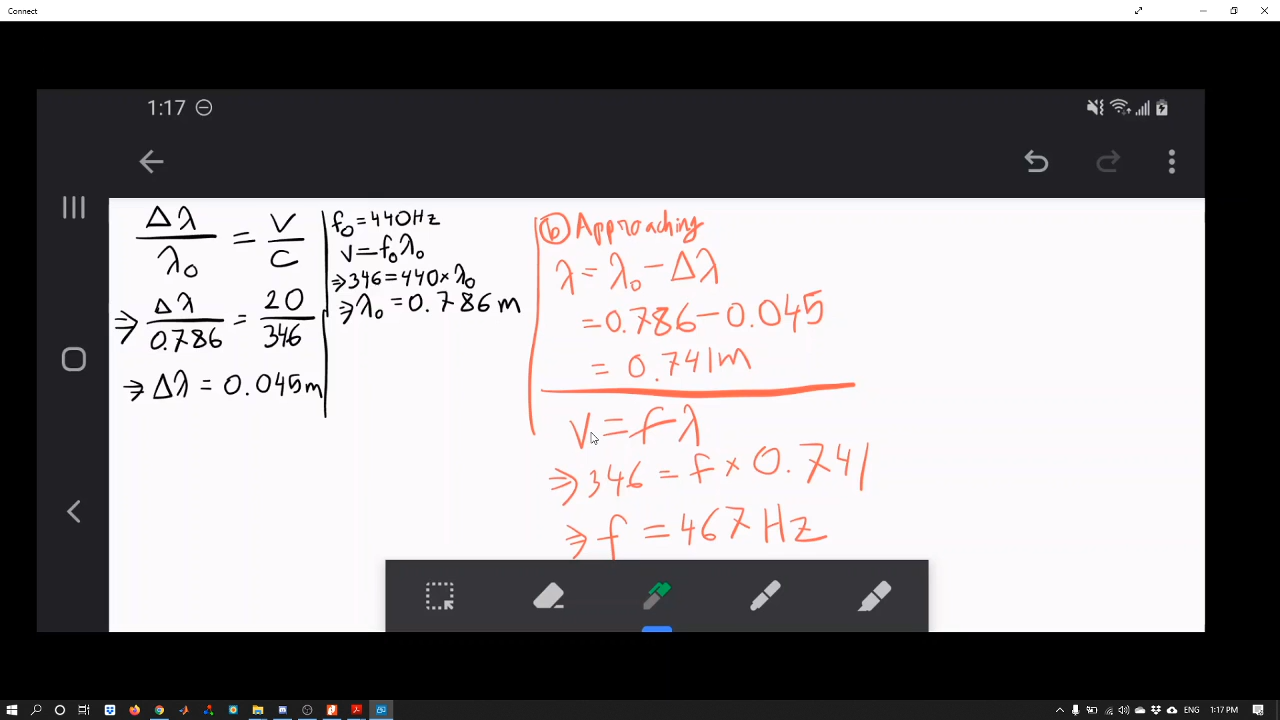 Connect
1:17
Δλ/λ₀ = V/C
⇒ Δλ/0.786 = 20/346
⇒ Δλ = 0.045m
f₀ = 440Hz
V = f₀λ₀
⇒ 346 = 440 × λ₀
⇒ λ₀ = 0.786 m
ⓑ Approaching
λ = λ₀ − Δλ
= 0.786 − 0.045
= 0.741m
V = f λ
⇒ 346 = f × 0.741
⇒ f = 467 Hz
ENG 1:17 PM